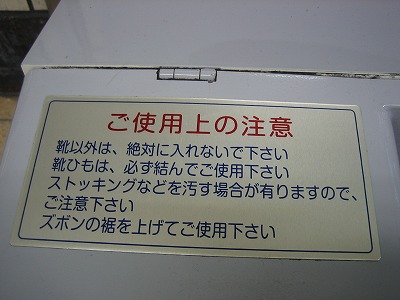 ご使用上の注意
靴以外は、絶対に入れないで下さい
靴ひもは、必ず結んでご使用下さい
ストッキングなどを汚す場合が有りますので、
ご注意下さい
ズボンの裾を上げてご使用下さい